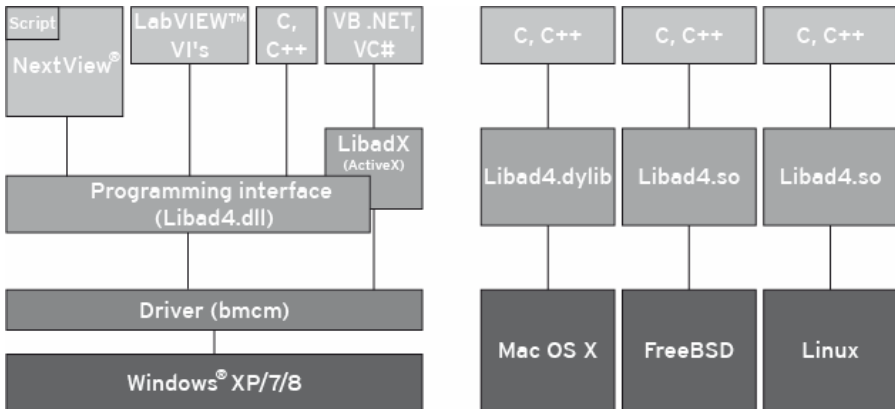 Script
NextView®
LabVIEW™
VI's
C,
C++
VB .NET,
VC#
LibadX
(ActiveX)
Programming interface
(Libad4.dll)
Driver (bmcm)
Windows® XP/7/8
C, C++
C, C++
C, C++
Libad4.dylib
Libad4.so
Libad4.so
Mac OS X
FreeBSD
Linux